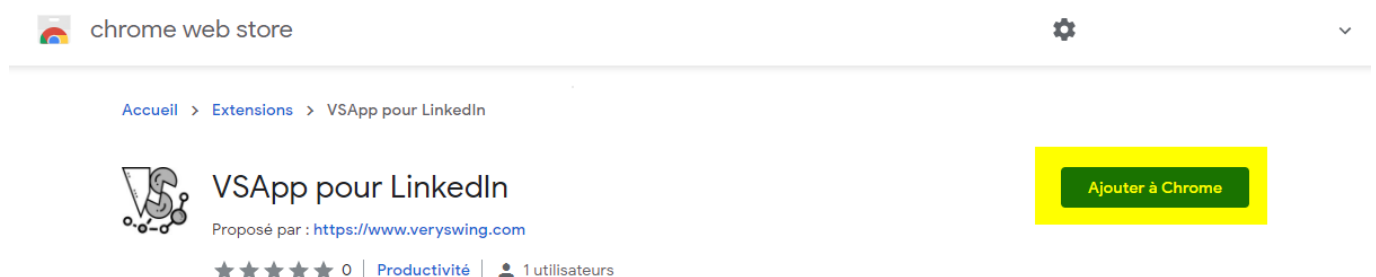 chrome web store
Accueil > Extensions > VSApp pour LinkedIn
VSApp pour LinkedIn
Ajouter à Chrome
Proposé par : https://www.veryswing.com
0 | Productivité | 1 utilisateurs